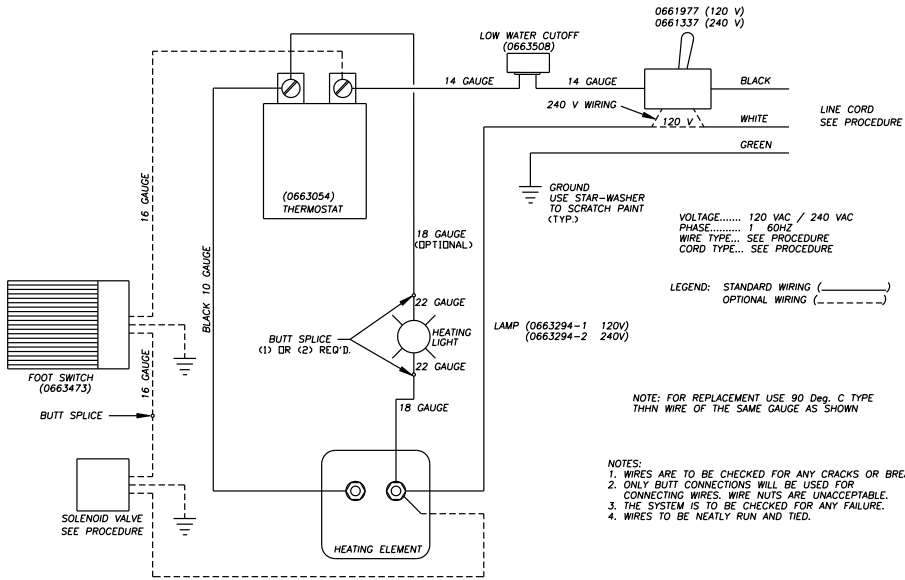 0661977 (120 V)
0661337 (240 V)
LOW WATER CUTOFF
(0663508)
14 GAUGE
14 GAUGE
BLACK
240 V WIRING
120 V
WHITE
LINE CORD
SEE PROCEDURE
GREEN
GROUND
USE STAR-WASHER
TO SCRATCH PAINT
(TYP.)
(0663054)
THERMOSTAT
16 GAUGE
BLACK 10 GAUGE
18 GAUGE
(OPTIONAL)
VOLTAGE....... 120 VAC / 240 VAC
PHASE......... 1 60HZ
WIRE TYPE... SEE PROCEDURE
CORD TYPE... SEE PROCEDURE
LEGEND: STANDARD WIRING (________)
OPTIONAL WIRING (_ _ _ _ _ _)
22 GAUGE
HEATING
LIGHT
LAMP (0663294-1 120V)
(0663294-2 240V)
BUTT SPLICE
(1) OR (2) REQ'D.
22 GAUGE
18 GAUGE
FOOT SWITCH
(0663473)
16 GAUGE
BUTT SPLICE
NOTE: FOR REPLACEMENT USE 90 Deg. C TYPE
THHN WIRE OF THE SAME GAUGE AS SHOWN
SOLENOID VALVE
SEE PROCEDURE
HEATING ELEMENT
NOTES:
1. WIRES ARE TO BE CHECKED FOR ANY CRACKS OR
2. ONLY BUTT CONNECTIONS WILL BE USED FOR
CONNECTING WIRES. WIRE NUTS ARE UNACCEPTABLE.
3. THE SYSTEM IS TO BE CHECKED FOR ANY FAILURE.
4. WIRES TO BE NEATLY RUN AND TIED.